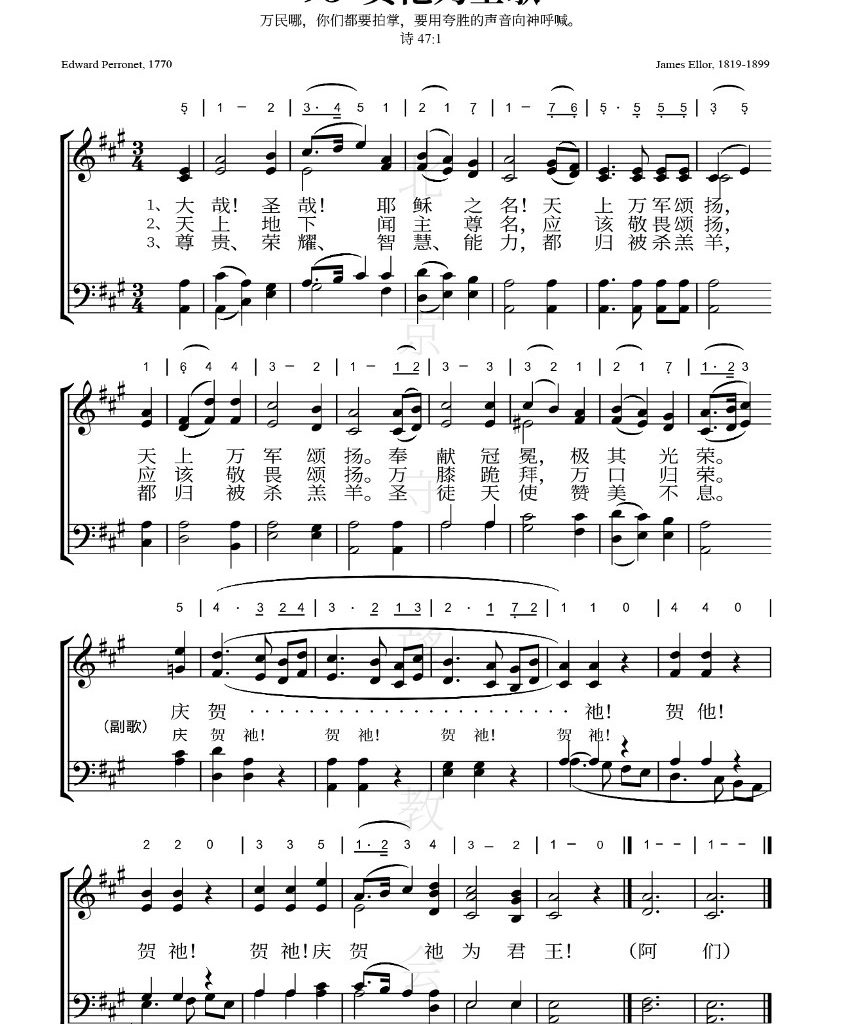 万民哪，你们都要拍掌，要用夸胜的声音向神呼喊。
诗 47:1
Edward Perronet, 1770
James Ellor, 1819-1899
5 | 1 – 2 | 3 · 4 5 1 | 2 1 7 | 1 – 7 6 | 5 · 5 5 5 | 3 5
3 4
1、大 哉！圣 哉！ 耶 稣 之 名！天 上 万 军 颂 扬，
2、天 上 地 下 闻 主 尊 名，应 该 敬 畏 颂 扬，
3、尊 贵、荣 耀、 智 慧、能 力，都 归 被 杀 羔 羊，
3 4
1 | 6 4 4 | 3 – 2 | 1 – 1 2 | 3 – 3 | 3 2 1 | 2 1 7 | 1 · 2 3
天 上 万 军 颂 扬。奉 献 冠 冕，极 其 光 荣。
应 该 敬 畏 颂 扬。万 膝 跪 拜，万 口 归 荣。
都 归 被 杀 羔 羊。圣 徒 天 使 赞 美 不 息。
5 | 4 · 3 2 4 | 3 · 2 1 3 | 2 · 1 7 2 | 1 1 0 | 4 4 0 |
庆 贺 · · · · · · · · · · · · · · · · · · · · 祂！ 贺 他！
（副歌） 庆 贺 祂！ 贺 祂！ 贺 祂！ 贺 祂！
2 2 0 | 3 3 5 | 1 · 2 3 4 | 3 – 2 | 1 – 0 || 1 – – | 1 – – ||
贺 祂！ 贺 祂！庆 贺 祂 为 君 王！ （阿 们）
北
京
守
望
教
会